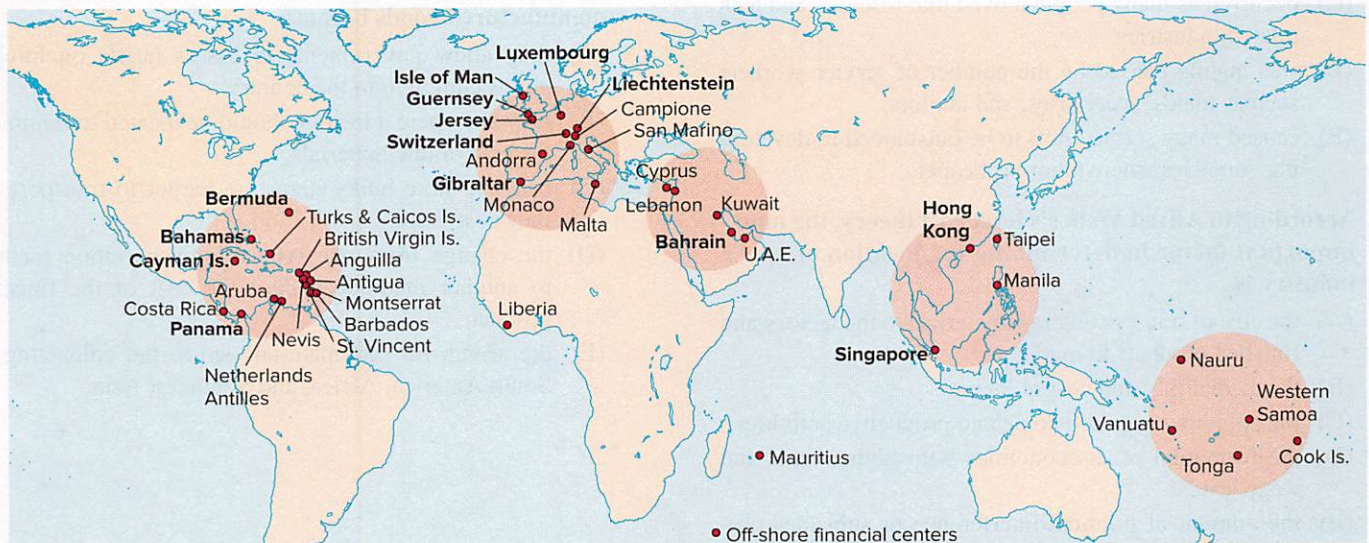 Luxembourg
Isle of Man
Liechtenstein
Guernsey
Campione
Jersey
San Marino
Switzerland
Andorra
Gibraltar
Monaco
Malta
Cyprus
Lebanon
Kuwait
Bahrain
U.A.E.
Hong
Kong
Taipei
Manila
Singapore
Bermuda
Turks & Caicos Is.
Bahamas
British Virgin Is.
Cayman Is.
Anguilla
Antigua
Aruba
Montserrat
Costa Rica
Barbados
Panama
Nevis
St. Vincent
Netherlands
Antilles
Liberia
Mauritius
Nauru
Western
Samoa
Vanuatu
Tonga
Cook Is.
Off-shore financial centers